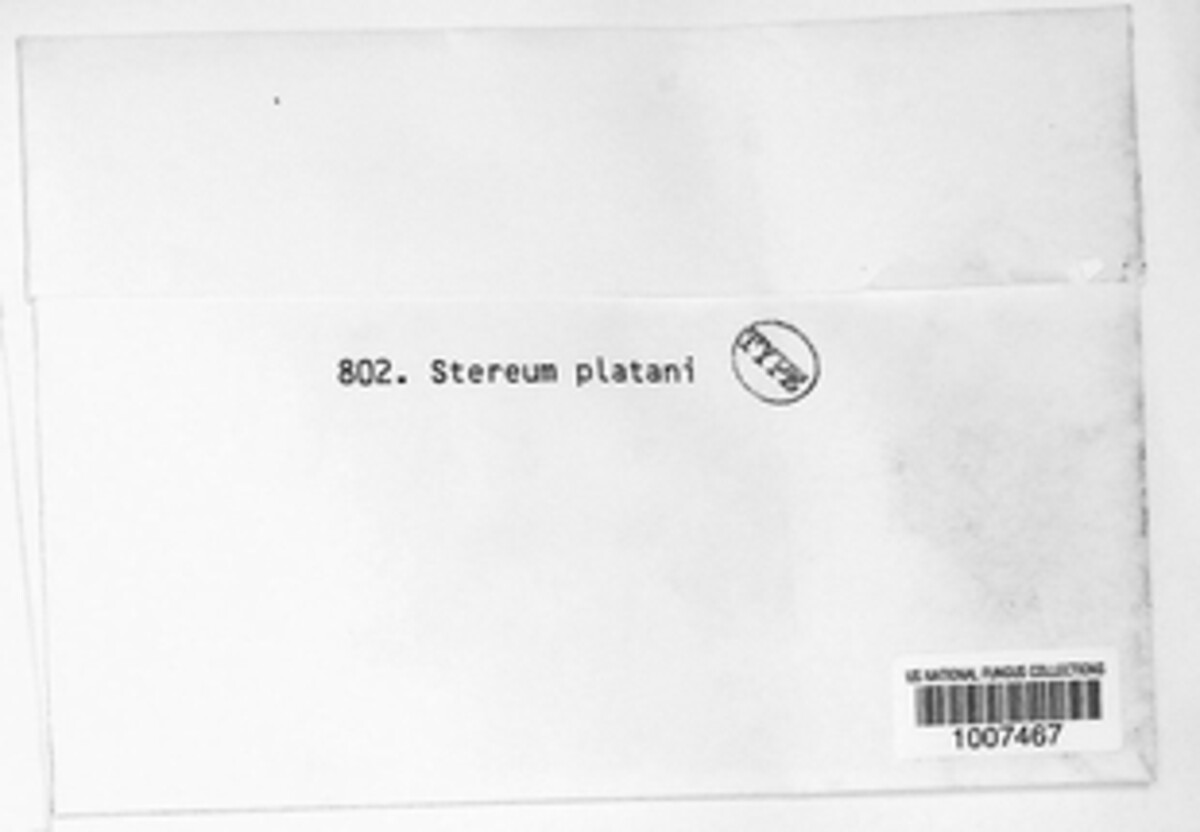 802. Stereum platani
TYPE
US NATIONAL FUNGUS COLLECTIONS
1007467